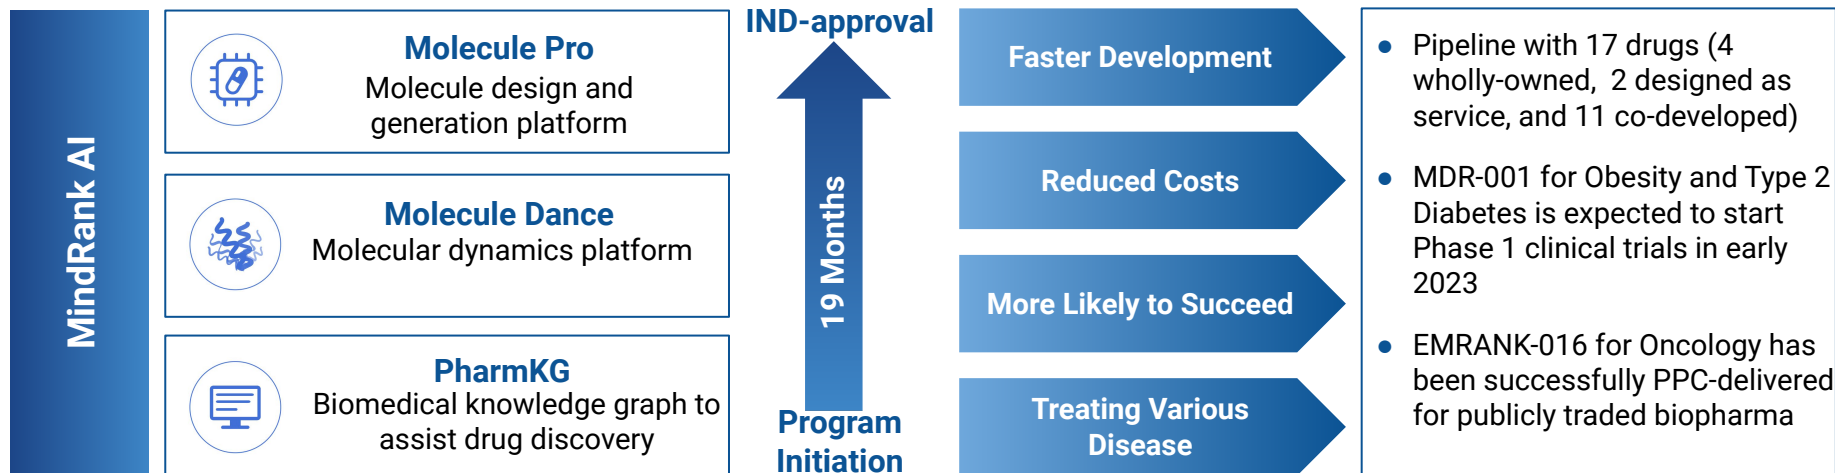 MindRank AI
Molecule Pro
Molecule design and
generation platform
Molecule Dance
Molecular dynamics platform
PharmKG
Biomedical knowledge graph to
assist drug discovery
IND-approval
19 Months
Program
Initiation
Faster Development
Reduced Costs
More Likely to Succeed
Treating Various
Disease
● Pipeline with 17 drugs (4
wholly-owned, 2 designed as
service, and 11 co-developed)
● MDR-001 for Obesity and Type 2
Diabetes is expected to start
Phase 1 clinical trials in early
2023
● EMRANK-016 for Oncology has
been successfully PPC-delivered
for publicly traded biopharma